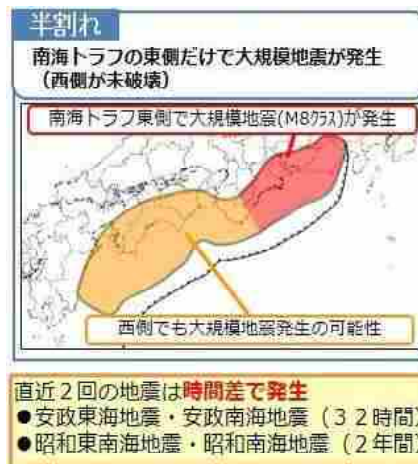 半割れ
南海トラフの東側だけで大規模地震が発生
（西側が未破壊）
南海トラフ東側で大規模地震(M8クラス)が発生
西側でも大規模地震発生の可能性
直近２回の地震は時間差で発生
●安政東海地震・安政南海地震（３２時間）
●昭和東南海地震・昭和南海地震（２年間）